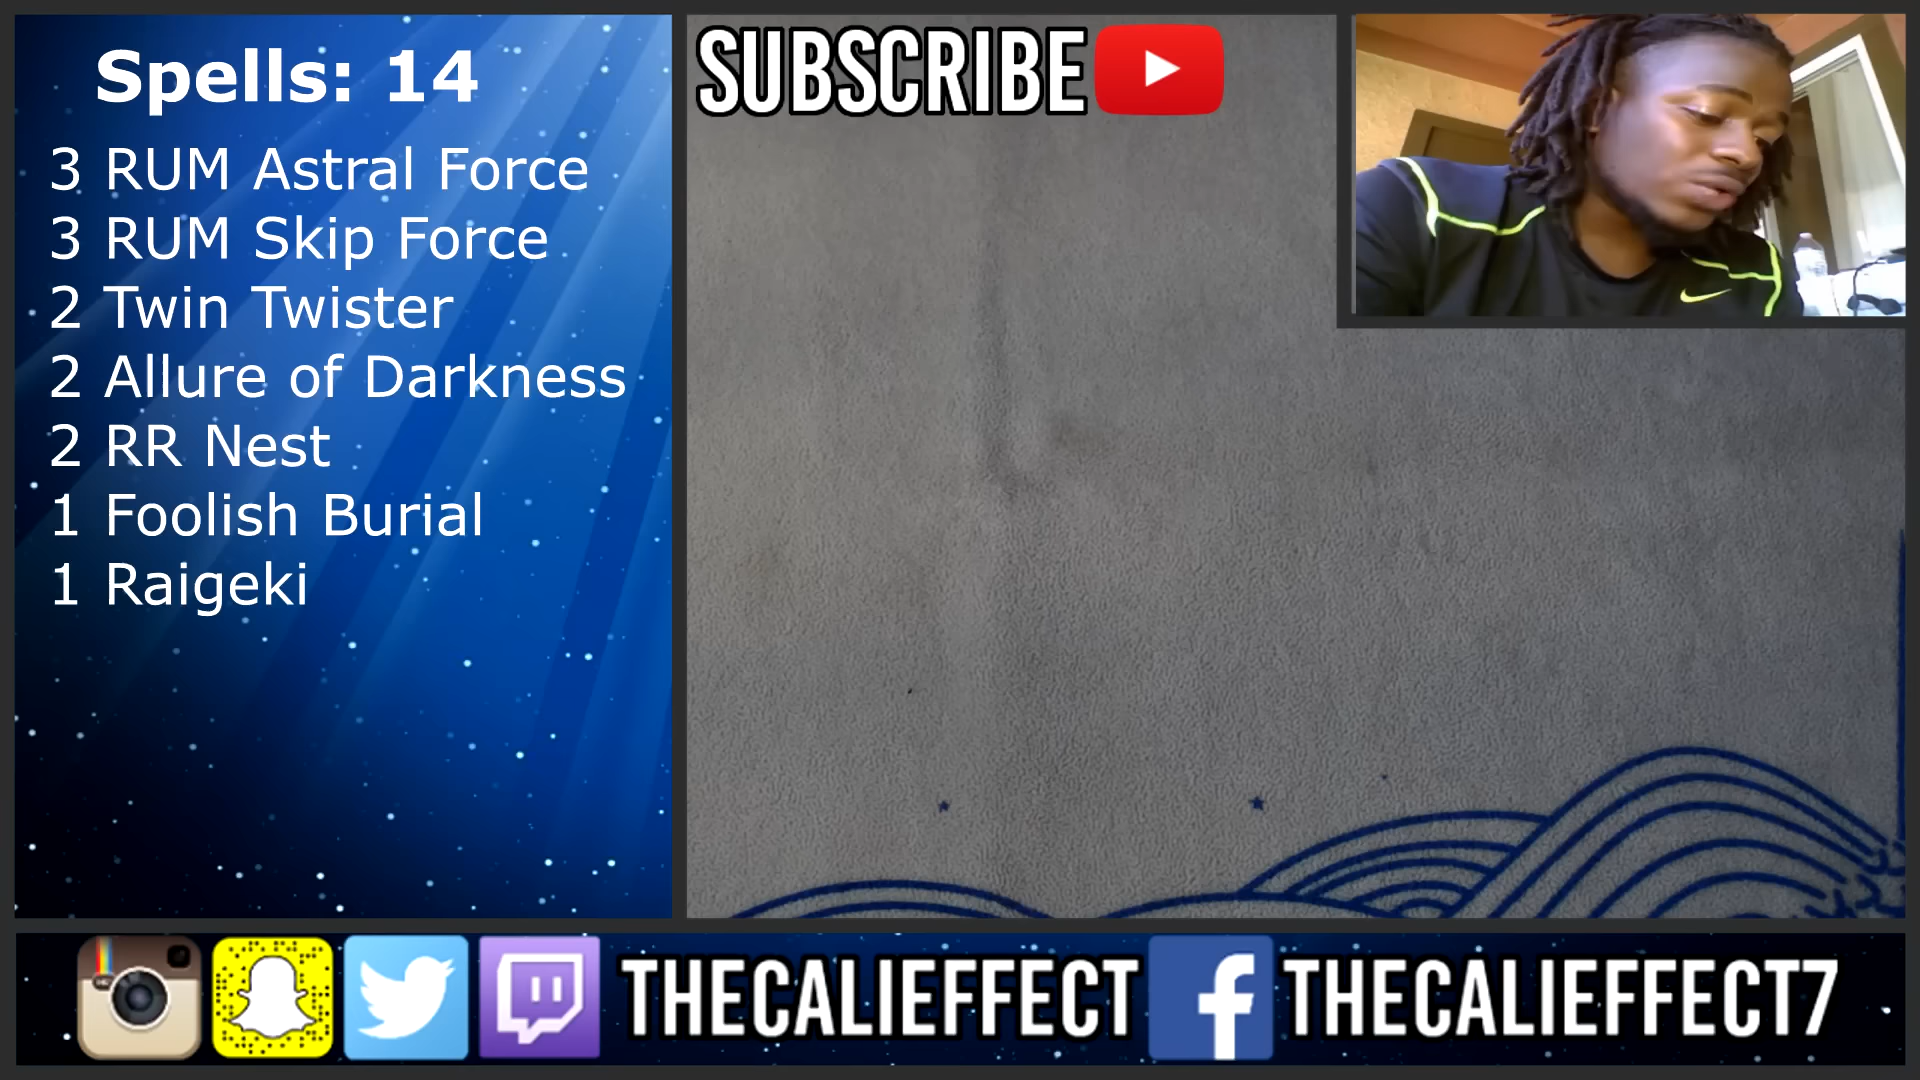 Spells: 14
3 RUM Astral Force
3 RUM Skip Force
2 Twin Twister
2 Allure of Darkness
2 RR Nest
1 Foolish Burial
1 Raigeki
SUBSCRIBE
THECALIEFFECT
THECALIEFFECT7